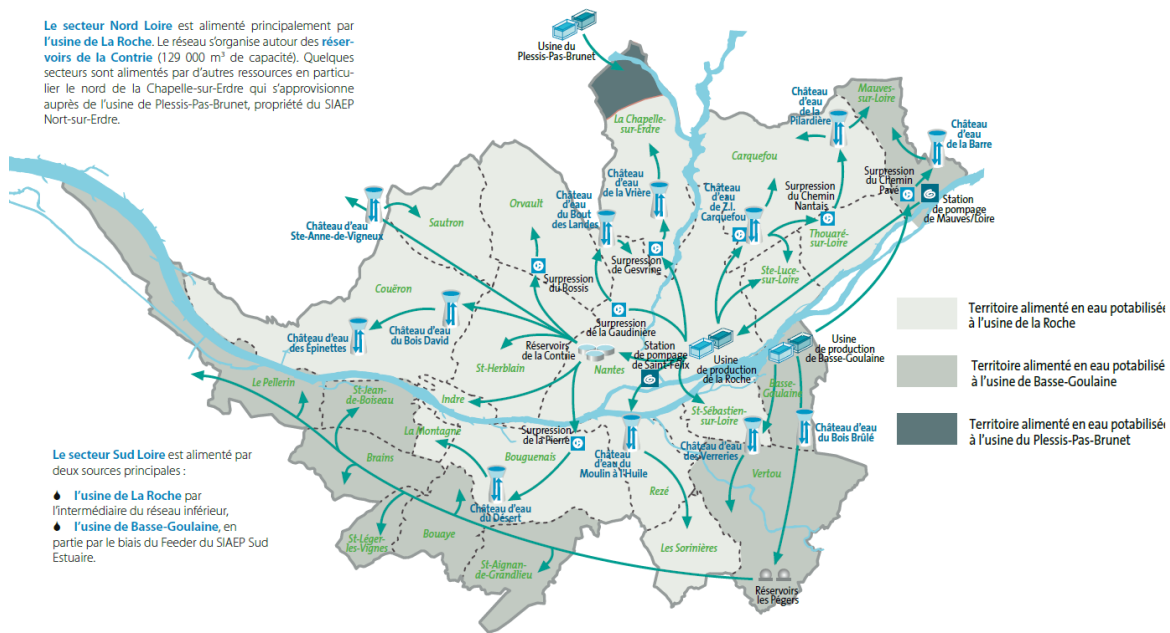 Le secteur Nord Loire est alimenté principalement par
l'usine de La Roche. Le réseau s'organise autour des réser-
voirs de la Contrie (129 000 m³ de capacité). Quelques
secteurs sont alimentés par d'autres ressources en particu-
lier le nord de la Chapelle-sur-Erdre qui s'approvisionne
auprès de l'usine de Plessis-Pas-Brunet, propriété du SIAEP
Nort-sur-Erdre.
Usine du
Plessis-Pas-Brunet
La Chapelle-
sur-Erdre
Château
d'eau
de la
Pilardière
Mauves-
sur-Loire
Château
d'eau
de la Barre
Carquefou
Surpression
du Chemin
Pavé
Station
de pompage
de Mauves/Loire
Château d'eau
Ste-Anne-de-Vigneux
Sautron
Orvault
Château
d'eau
du Bout
des Landes
Château
d'eau
de la Vrière
Château
d'eau
de Z.I.
Carquefou
Surpression
du Chemin
Nantais
Thouaré-
sur-Loire
Surpression
de Gesvrine
Ste-Luce-
sur-Loire
Surpression
du Bossis
Couëron
Château d'eau
des Épinettes
Château d'eau
du Bois David
Surpression
de la Gaudinière
Réservoirs
de la Contrie
Station
de pompage
de Saint-Félix
Usine
de production
de la Roche
Usine
de production
de Basse-Goulaine
St-Herblain
Nantes
Le Pellerin
St-Jean-
de-Boiseau
Indre
Basse-
Goulaine
St-Sébastien-
sur-Loire
La Montagne
Surpression
de la Pierre
Château d'eau
du Bois Brûlé
Château d'eau
des Verreries
Brains
Bouguenais
Château
d'eau du
Moulin à l'Huile
Vertou
Rezé
Château d'eau
du Désert
St-Léger-
les-Vignes
Bouaye
St-Aignan-
de-Grandlieu
Les Sorinières
Réservoirs
les Pégers
Le secteur Sud Loire est alimenté par
deux sources principales :
l'usine de La Roche par
l'intermédiaire du réseau inférieur,
l'usine de Basse-Goulaine, en
partie par le biais du Feeder du SIAEP Sud
Estuaire.
Territoire alimenté en eau potabilisée
à l'usine de la Roche
Territoire alimenté en eau potabilisée
à l'usine de Basse-Goulaine
Territoire alimenté en eau potabilisée
à l'usine du Plessis-Pas-Brunet